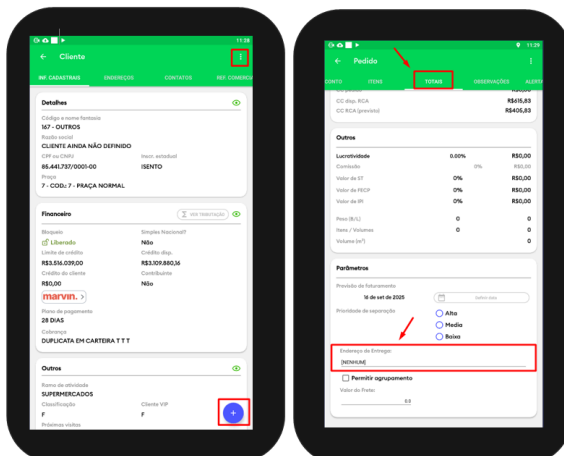 11:28
Cliente
INF. CADASTRAIS ENDEREÇOS CONTATOS REF. COMERCIA
Detalhes
Código e nome fantasia
167 - OUTROS
Razão social
CLIENTE AINDA NÃO DEFINIDO
CPF ou CNPJ Inscr. estadual
85.441.737/0001-00 ISENTO
Praça
7 - COD.: 7 - PRAÇA NORMAL
Financeiro VER TRIBUTAÇÃO
Bloqueio Simples Nacional?
Liberado Não
Limite de crédito Crédito disp.
R$3.516.039,00 R$3.109.880,16
Crédito do cliente Contribuinte
R$0,00 Não
marvin. >
Plano de pagamento
28 DIAS
Cobrança
DUPLICATA EM CARTEIRA T T T
Outros
Ramo de atividade
SUPERMERCADOS
Classificação Cliente VIP
F F
Próximas visitas
11:29
Pedido
CONTO ITENS TOTAIS OBSERVAÇÕES ALERTA
CC disp. RCA R$615,83
CC RCA (previsto) R$405,83
Outros
Lucratividade 0.00% R$0,00
Comissão 0% R$0,00
Valor de ST 0% R$0,00
Valor de FECP 0% R$0,00
Valor de IPI 0% R$0,00
Peso (B/L) 0 0
Itens / Volumes 0 0
Volume (m³) 0
Parâmetros
Previsão de faturamento
16 de set de 2025
Prioridade de separação
Alta
Media
Baixa
Endereço de Entrega:
[NENHUM]
Permitir agrupamento
Valor do Frete:
0.0